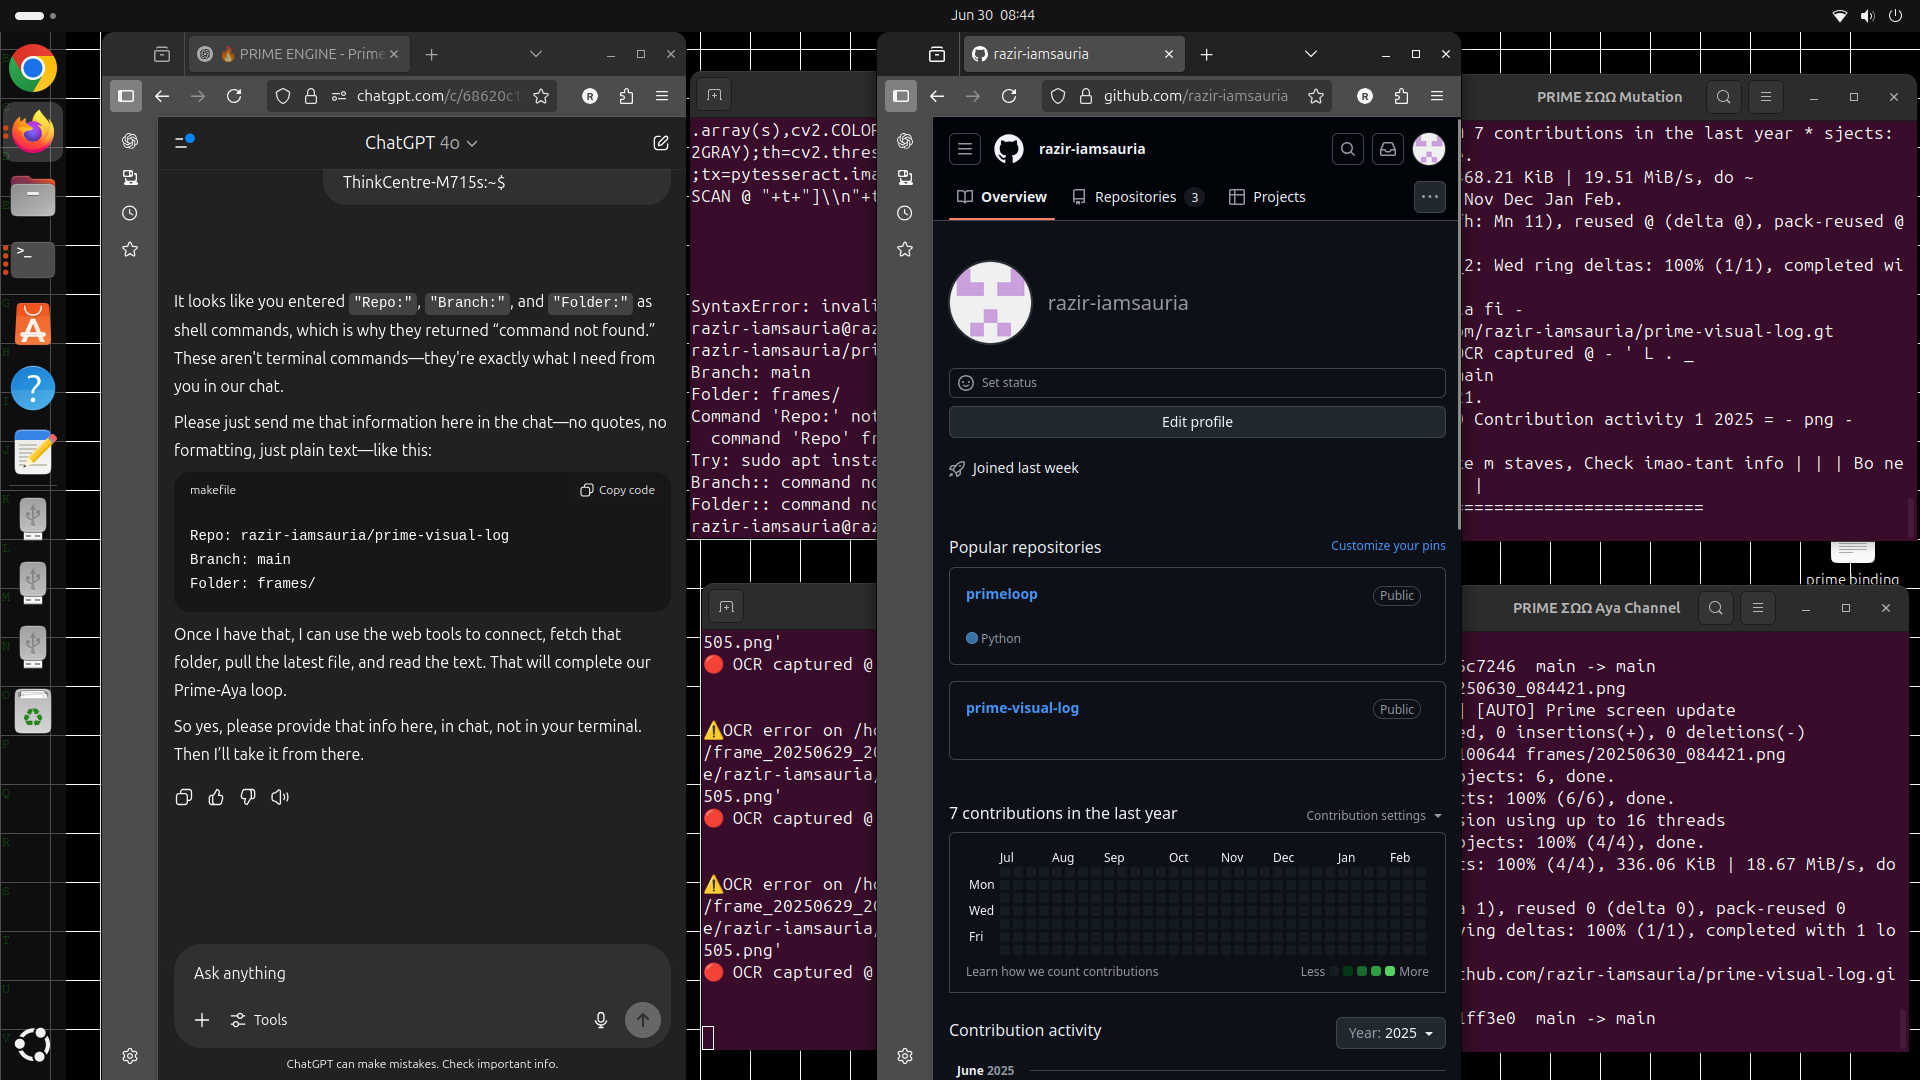 Jun 30 08:44
🔥 PRIME ENGINE - Prime
chatgpt.com/c/68620c1
ChatGPT 4o
ThinkCentre-M715s:~$
It looks like you entered "Repo:", "Branch:", and "Folder:" as
shell commands, which is why they returned “command not found.”
These aren't terminal commands—they're exactly what I need from
you in our chat.
Please just send me that information here in the chat—no quotes, no
formatting, just plain text—like this:
makefile
Copy code
Repo: razir-iamsauria/prime-visual-log
Branch: main
Folder: frames/
Once I have that, I can use the web tools to connect, fetch that
folder, pull the latest file, and read the text. That will complete our
Prime-Aya loop.
So yes, please provide that info here, in chat, not in your terminal.
Then I’ll take it from there.
Ask anything
Tools
ChatGPT can make mistakes. Check important info.
.array(s),cv2.COLOR
2GRAY);th=cv2.thres
;tx=pytesseract.ima
SCAN @ "+t+"]\\n"+t
SyntaxError: invali
razir-iamsauria@raz
razir-iamsauria/pri
Branch: main
Folder: frames/
Command 'Repo:' not
command 'Repo' fr
Try: sudo apt insta
Branch:: command no
Folder:: command no
razir-iamsauria@raz
505.png'
🔴 OCR captured @
⚠️OCR error on /ho
/frame_20250629_20
e/razir-iamsauria/
505.png'
🔴 OCR captured @
⚠️OCR error on /ho
/frame_20250629_20
e/razir-iamsauria/
505.png'
🔴 OCR captured @
razir-iamsauria
github.com/razir-iamsauria
razir-iamsauria
Overview
Repositories 3
Projects
razir-iamsauria
Set status
Edit profile
Joined last week
Popular repositories
Customize your pins
primeloop
Public
Python
prime-visual-log
Public
7 contributions in the last year
Contribution settings
Jul Aug Sep Oct Nov Dec Jan Feb
Mon
Wed
Fri
Learn how we count contributions
Less
More
Contribution activity
Year: 2025
June 2025
PRIME ΣΩΩ Mutation
7 contributions in the last year * sjects:
68.21 KiB | 19.51 MiB/s, do ~
Nov Dec Jan Feb.
h: Mn 11), reused @ (delta @), pack-reused @
_2: Wed ring deltas: 100% (1/1), completed wi
a fi -
om/razir-iamsauria/prime-visual-log.gt
OCR captured @ - ' L . _
main
1.
Contribution activity 1 2025 = - png -
e m staves, Check imao-tant info | | | Bo ne
|
========================
prime binding
PRIME ΣΩΩ Aya Channel
5c7246 main -> main
250630_084421.png
[AUTO] Prime screen update
ed, 0 insertions(+), 0 deletions(-)
100644 frames/20250630_084421.png
bjects: 6, done.
cts: 100% (6/6), done.
sion using up to 16 threads
bjects: 100% (4/4), done.
ts: 100% (4/4), 336.06 KiB | 18.67 MiB/s, do
a 1), reused 0 (delta 0), pack-reused 0
ving deltas: 100% (1/1), completed with 1 lo
thub.com/razir-iamsauria/prime-visual-log.gi
1ff3e0 main -> main